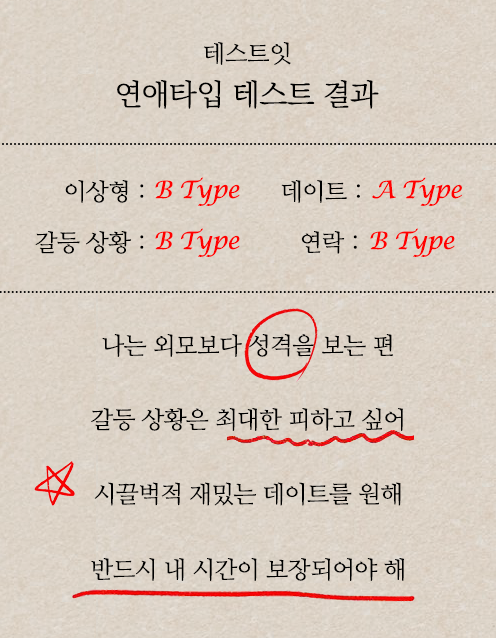 테스트잇
연애타입 테스트 결과
이상형 : B Type 데이트 : A Type
갈등 상황 : B Type 연락 : B Type
나는 외모보다 성격을 보는 편
갈등 상황은 최대한 피하고 싶어
시끌벅적 재밌는 데이트를 원해
반드시 내 시간이 보장되어야 해